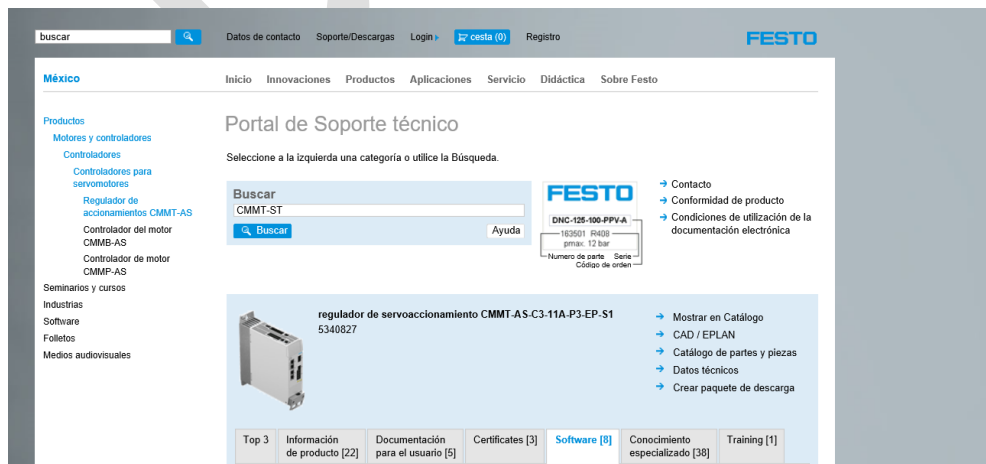 buscar
Datos de contacto Soporte/Descargas Login cesta (0) Registro
FESTO
México
Inicio Innovaciones Productos Aplicaciones Servicio Didáctica Sobre Festo
Productos
Motores y controladores
Controladores
Controladores para
servomotores
Regulador de
accionamientos CMMT-AS
Controlador del motor
CMMB-AS
Controlador de motor
CMMP-AS
Seminarios y cursos
Industrias
Software
Folletos
Medios audiovisuales
Portal de Soporte técnico
Seleccione a la izquierda una categoría o utilice la Búsqueda.
Buscar
CMMT-ST
Buscar
Ayuda
FESTO
DNC-125-100-PPV-A
163501 R408
pmax. 12 bar
Numero de parte Serie
Código de orden
Contacto
Conformidad de producto
Condiciones de utilización de la
documentación electrónica
regulador de servoaccionamiento CMMT-AS-C3-11A-P3-EP-S1
5340827
Mostrar en Catálogo
CAD / EPLAN
Catálogo de partes y piezas
Datos técnicos
Crear paquete de descarga
Top 3
Información
de producto [22]
Documentación
para el usuario [5]
Certificates [3]
Software [8]
Conocimiento
especializado [38]
Training [1]